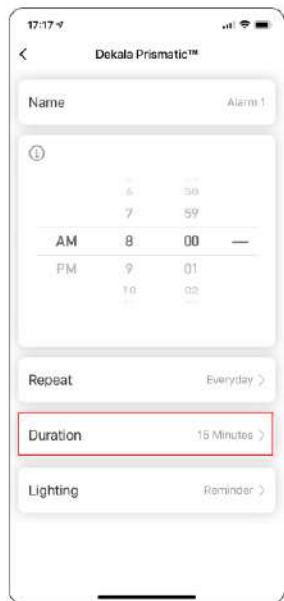 17:17
Dekala Prismatic™
Name Alarm 1
6 58
7 59
AM 8 00 —
PM 9 01
10 02
Repeat Everyday
Duration 15 Minutes
Lighting Reminder